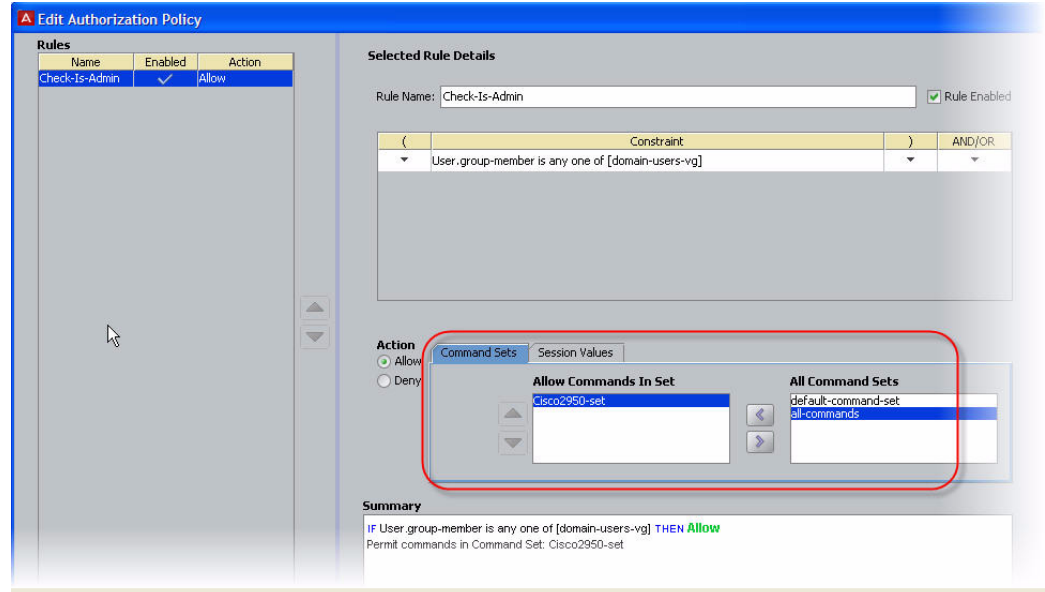 Edit Authorization Policy
Rules
Name Enabled Action
Check-Is-Admin Allow
Selected Rule Details
Rule Name: Check-Is-Admin Rule Enabled
( Constraint ) AND/OR
User.group-member is any one of [domain-users-vg]
Action
Allow
Deny
Command Sets Session Values
Allow Commands In Set
Cisco2950-set
All Command Sets
default-command-set
all-commands
Summary
IF User.group-member is any one of [domain-users-vg] THEN Allow
Permit commands in Command Set: Cisco2950-set